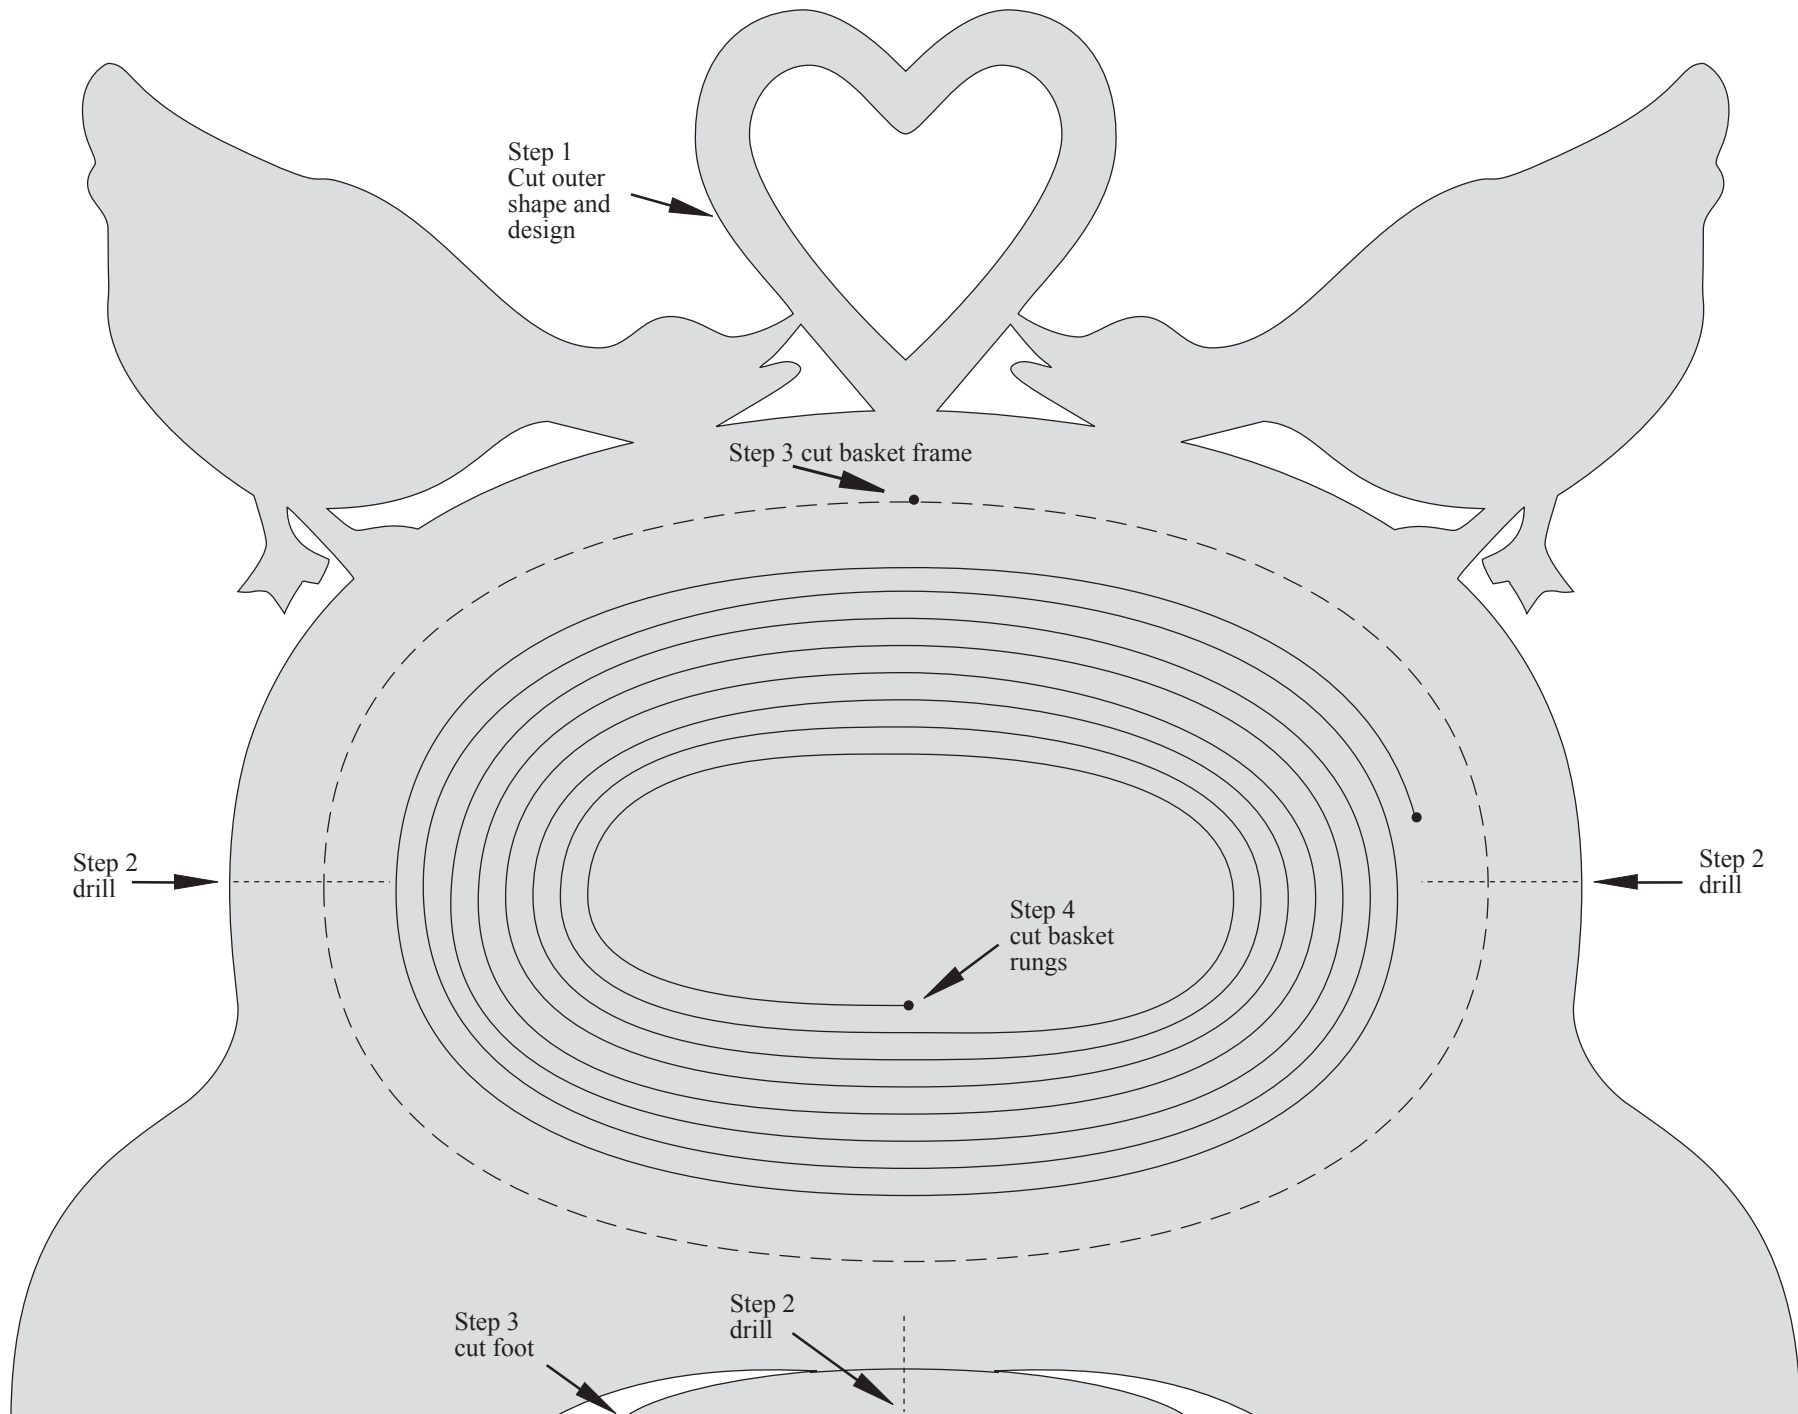 Step 1
Cut outer
shape and
design
Step 3 cut basket frame
Step 2
drill
Step 2
drill
Step 4
cut basket
rungs
Step 2
drill
Step 3
cut foot